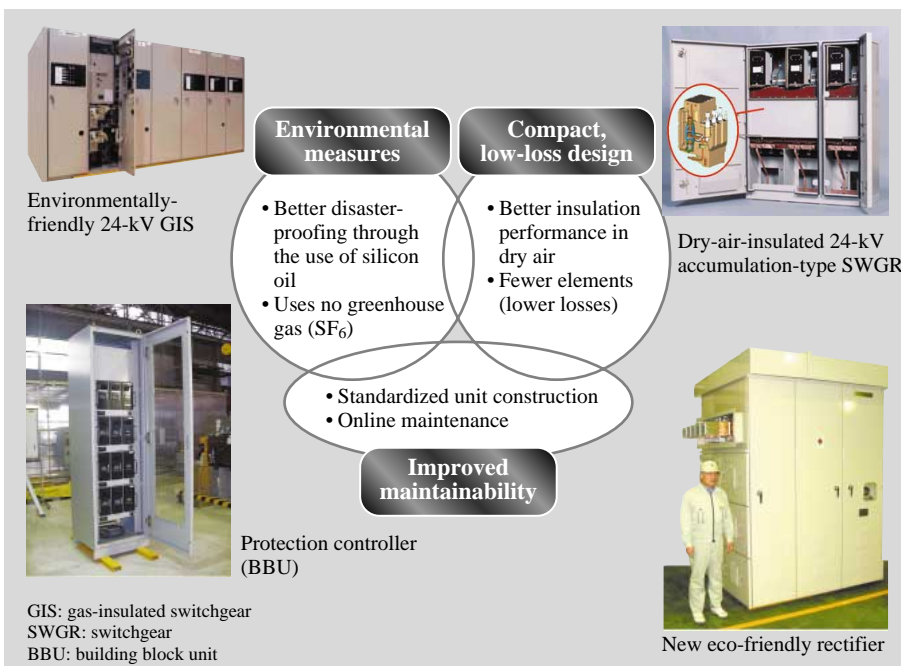 Environmental
measures
Compact,
low-loss design
Environmentally-
friendly 24-kV GIS
• Better disaster-
proofing through
the use of silicon
oil
• Uses no greenhouse
gas (SF₆)
• Better insulation
performance in
dry air
• Fewer elements
(lower losses)
Dry-air-insulated 24-kV
accumulation-type SWGR
• Standardized unit construction
• Online maintenance
Improved
maintainability
Protection controller
(BBU)
GIS: gas-insulated switchgear
SWGR: switchgear
BBU: building block unit
New eco-friendly rectifier